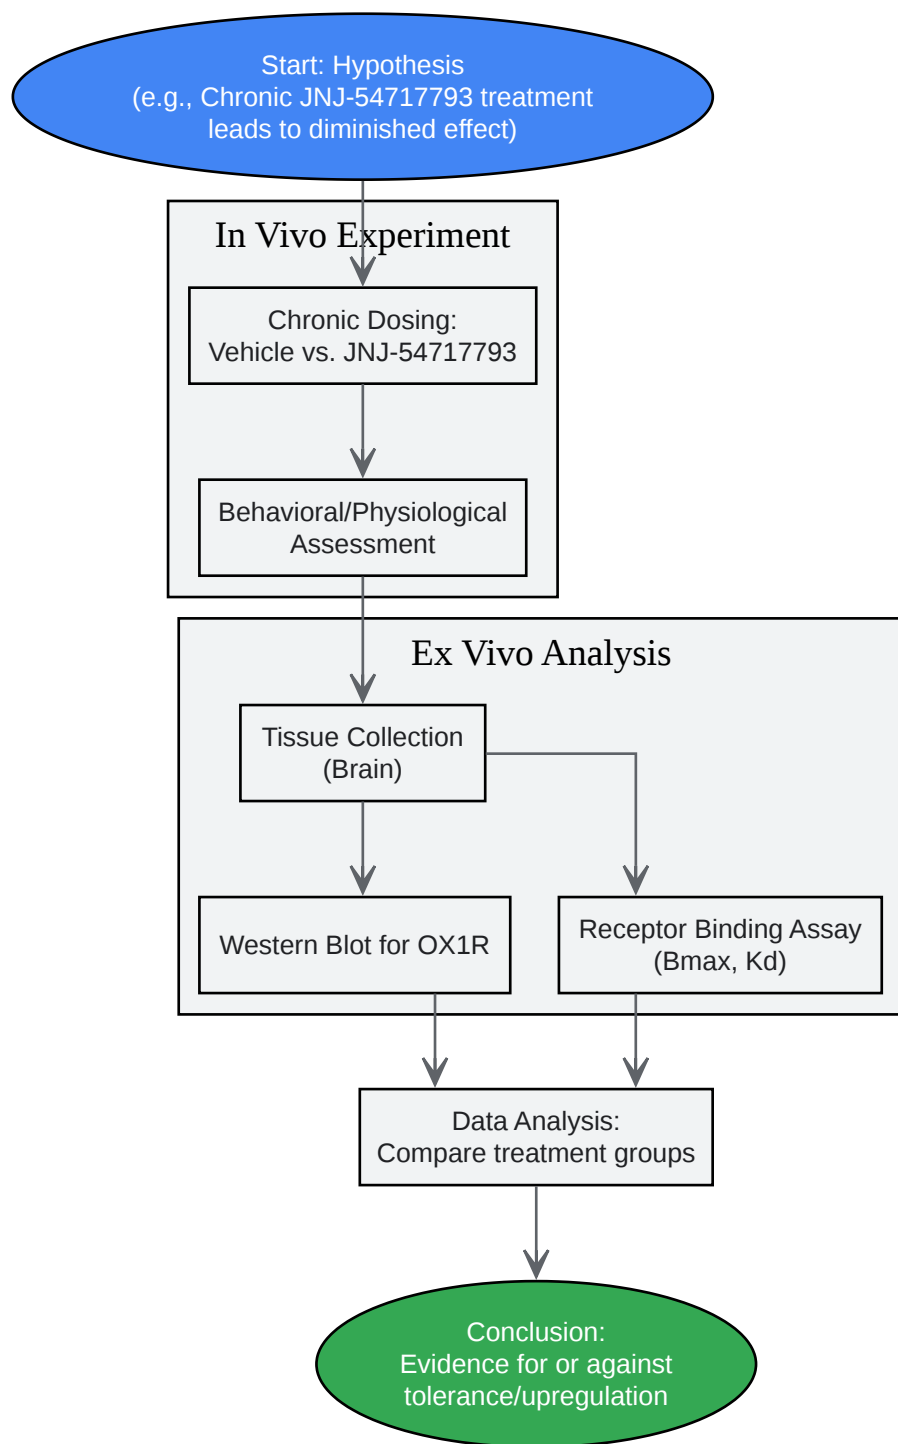 Start: Hypothesis
(e.g., Chronic JNJ-54717793 treatment
leads to diminished effect)
In Vivo Experiment
Chronic Dosing:
Vehicle vs. JNJ-54717793
Behavioral/Physiological
Assessment
Ex Vivo Analysis
Tissue Collection
(Brain)
Western Blot for OX1R
Receptor Binding Assay
(Bmax, Kd)
Data Analysis:
Compare treatment groups
Conclusion:
Evidence for or against
tolerance/upregulation